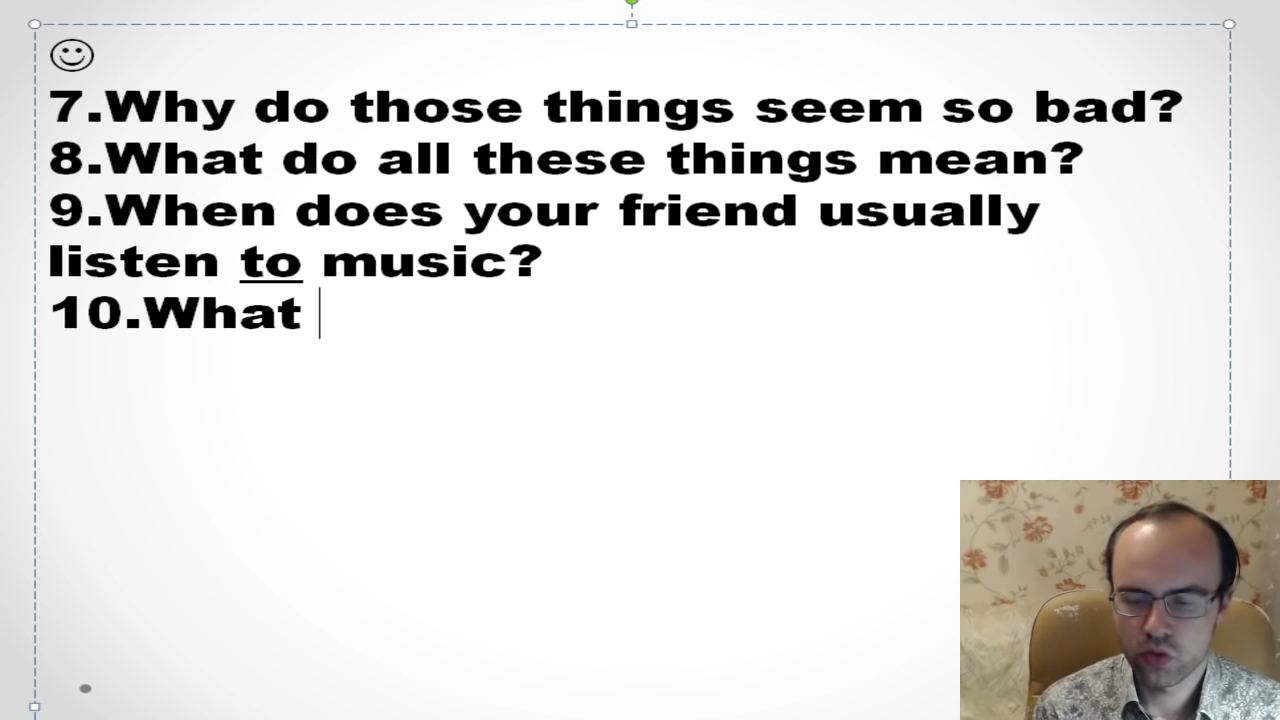 7.Why do those things seem so bad?
8.What do all these things mean?
9.When does your friend usually
listen to music?
10.What